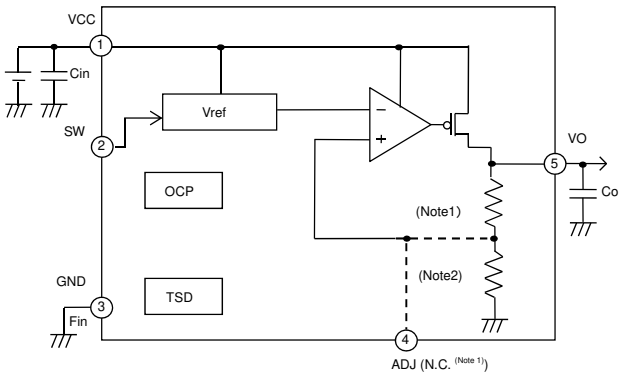 VCC
1
Cin
Vref
−
+
SW
2
VO
5
Co
OCP
(Note1)
(Note2)
GND
3
Fin
TSD
4
ADJ (N.C. (Note 1))